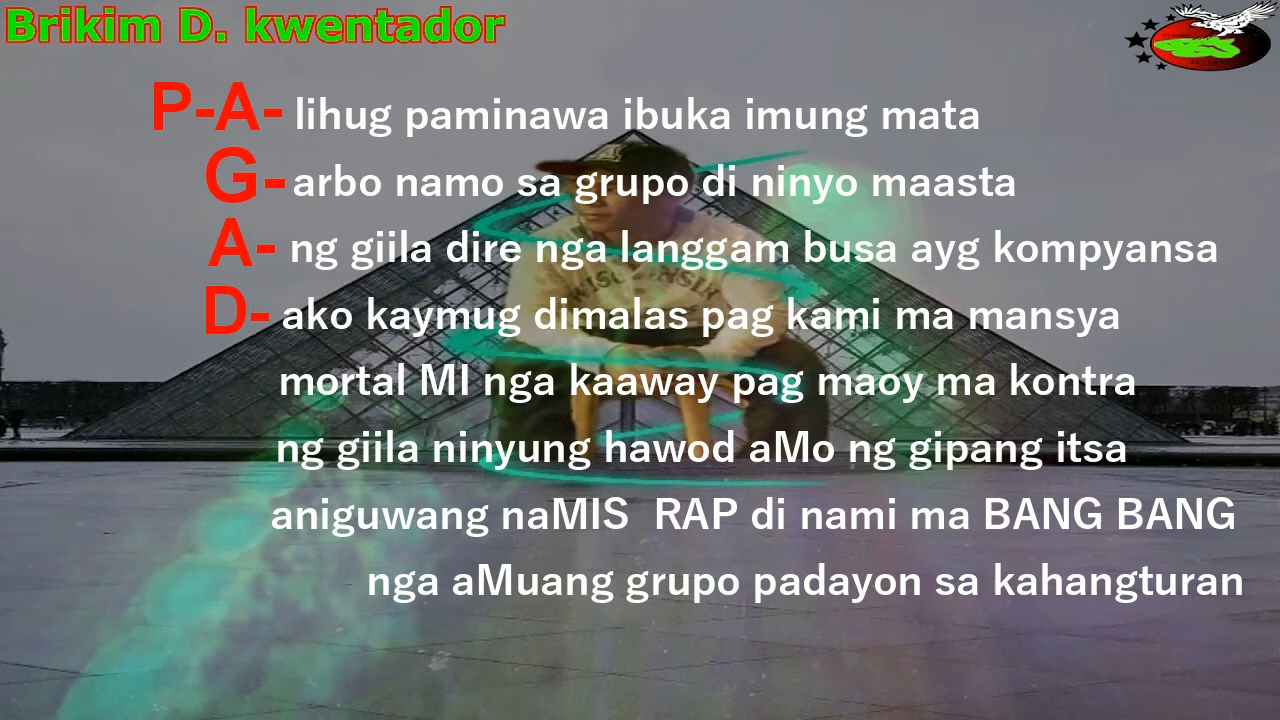 Brikim D. kwentador
P-A- lihug paminawa ibuka imung mata
G- arbo namo sa grupo di ninyo maasta
A- ng giila dire nga langgam busa ayg kompyansa
D- ako kaymug dimalas pag kami ma mansya
mortal MI nga kaaway pag maoy ma kontra
ng giila ninyung hawod aMo ng gipang itsa
aniguwang naMIS RAP di nami ma BANG BANG
nga aMuang grupo padayon sa kahangturan